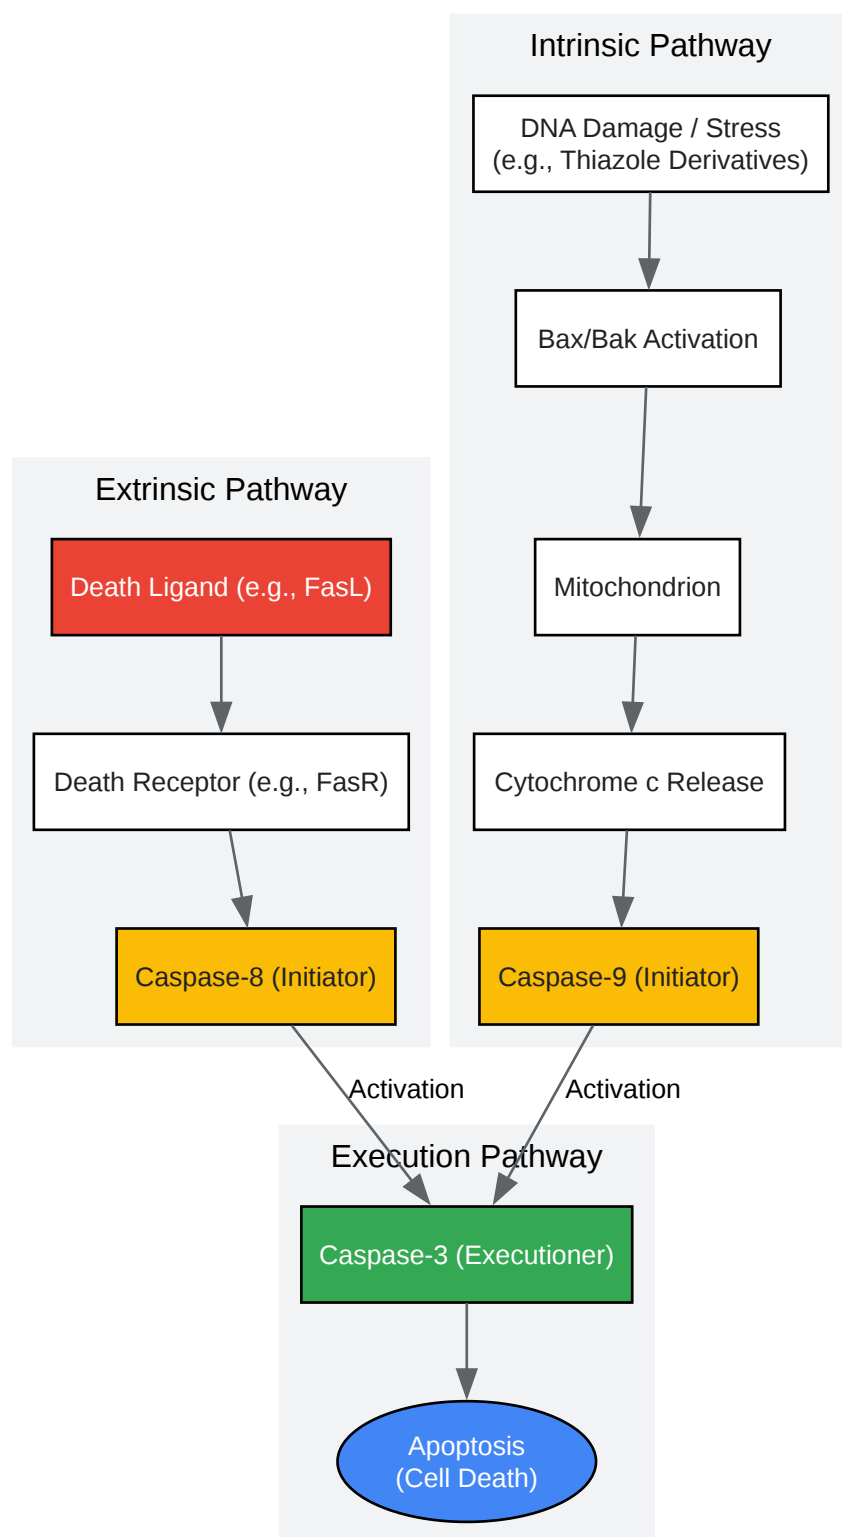 Intrinsic Pathway
DNA Damage / Stress
(e.g., Thiazole Derivatives)
Bax/Bak Activation
Mitochondrion
Cytochrome c Release
Caspase-9 (Initiator)
Extrinsic Pathway
Death Ligand (e.g., FasL)
Death Receptor (e.g., FasR)
Caspase-8 (Initiator)
Activation
Activation
Execution Pathway
Caspase-3 (Executioner)
Apoptosis
(Cell Death)